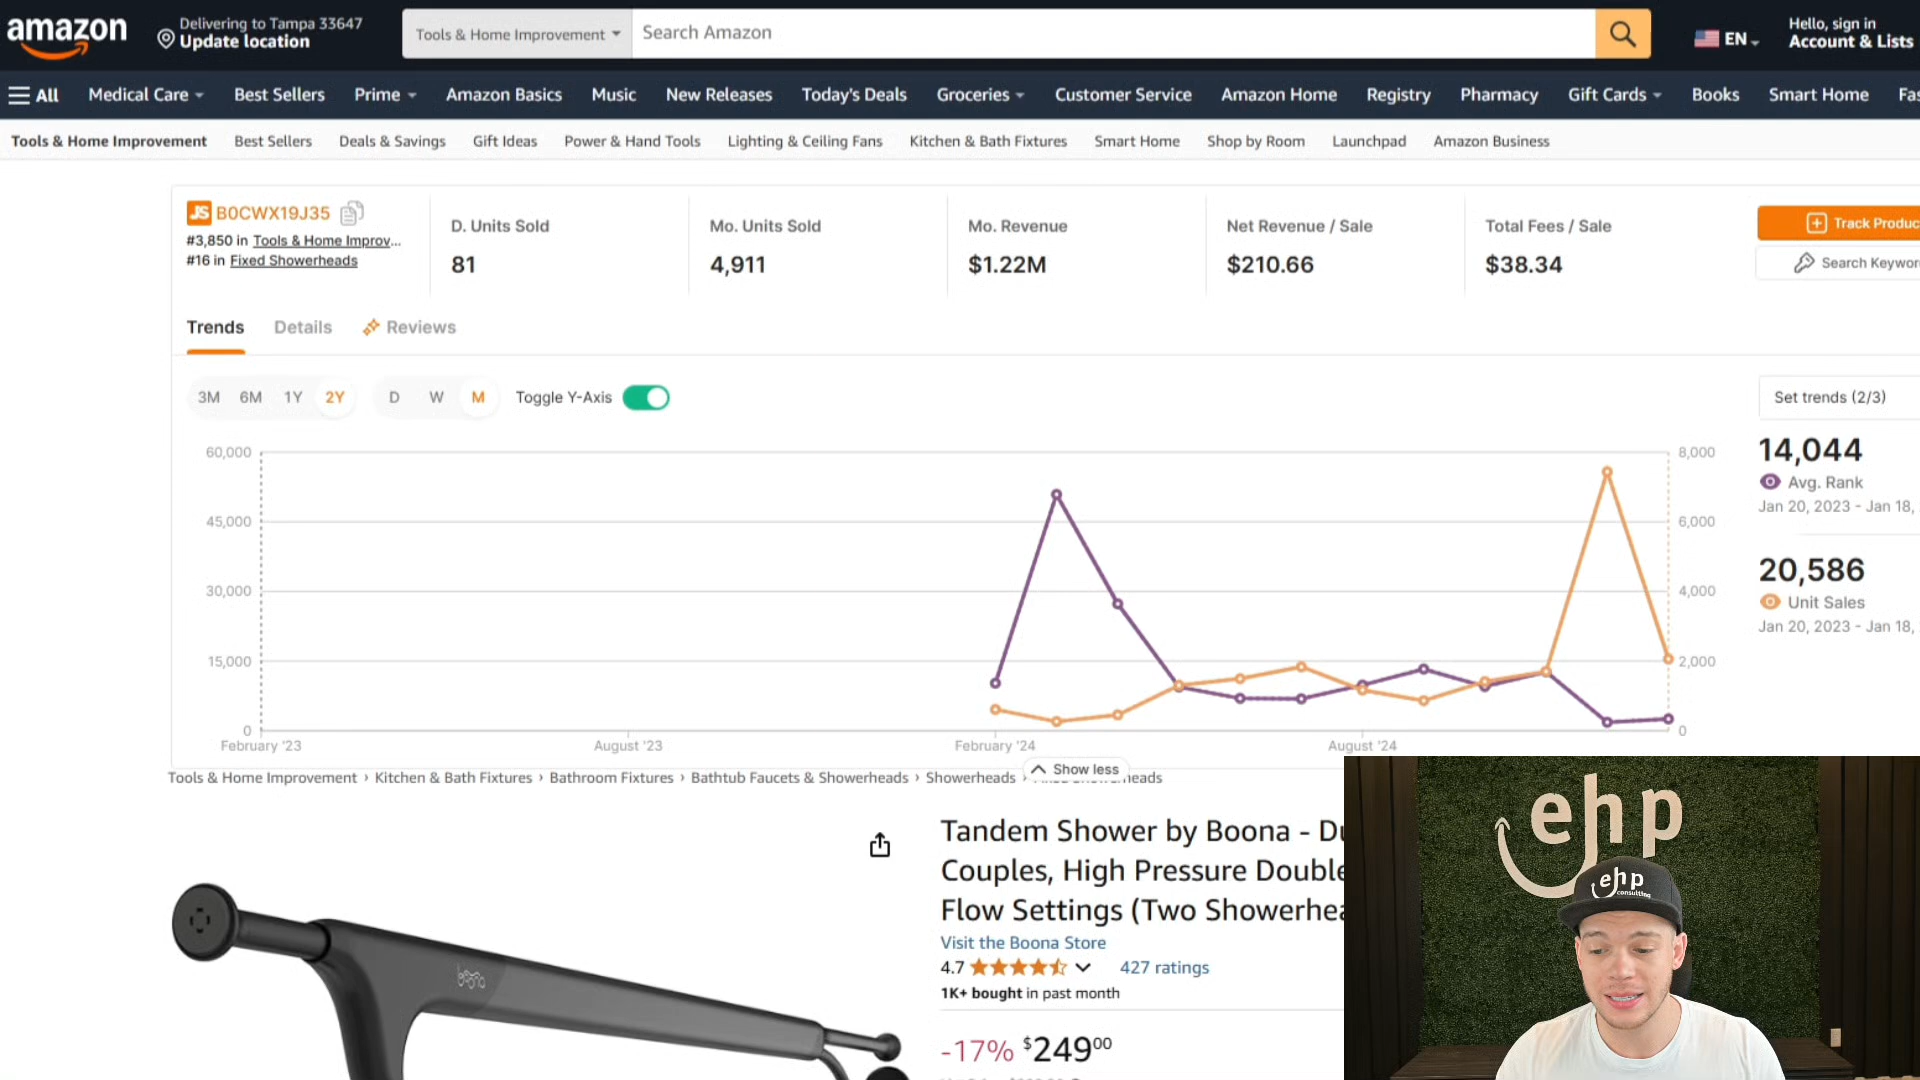 amazon
Delivering to Tampa 33647
Update location
Tools & Home Improvement
Search Amazon
EN
Hello, sign in
Account & Lists
All
Medical Care
Best Sellers
Prime
Amazon Basics
Music
New Releases
Today's Deals
Groceries
Customer Service
Amazon Home
Registry
Pharmacy
Gift Cards
Books
Smart Home
Fas
Tools & Home Improvement
Best Sellers
Deals & Savings
Gift Ideas
Power & Hand Tools
Lighting & Ceiling Fans
Kitchen & Bath Fixtures
Smart Home
Shop by Room
Launchpad
Amazon Business
JS B0CWX19J35
#3,850 in Tools & Home Improv...
#16 in Fixed Showerheads
D. Units Sold
81
Mo. Units Sold
4,911
Mo. Revenue
$1.22M
Net Revenue / Sale
$210.66
Total Fees / Sale
$38.34
Track Produc
Search Keywor
Trends
Details
Reviews
3M 6M 1Y 2Y
D W M
Toggle Y-Axis
Set trends (2/3)
60,000
45,000
30,000
15,000
0
8,000
6,000
4,000
2,000
0
February '23
August '23
February '24
August '24
14,044
Avg. Rank
Jan 20, 2023 - Jan 18,
20,586
Unit Sales
Jan 20, 2023 - Jan 18,
Show less
Tools & Home Improvement › Kitchen & Bath Fixtures › Bathroom Fixtures › Bathtub Faucets & Showerheads › Showerheads ›
Tandem Shower by Boona - Du
Couples, High Pressure Double
Flow Settings (Two Showerhea
Visit the Boona Store
4.7
427 ratings
1K+ bought in past month
-17% $24900
boona
ehp
ehp
consulting